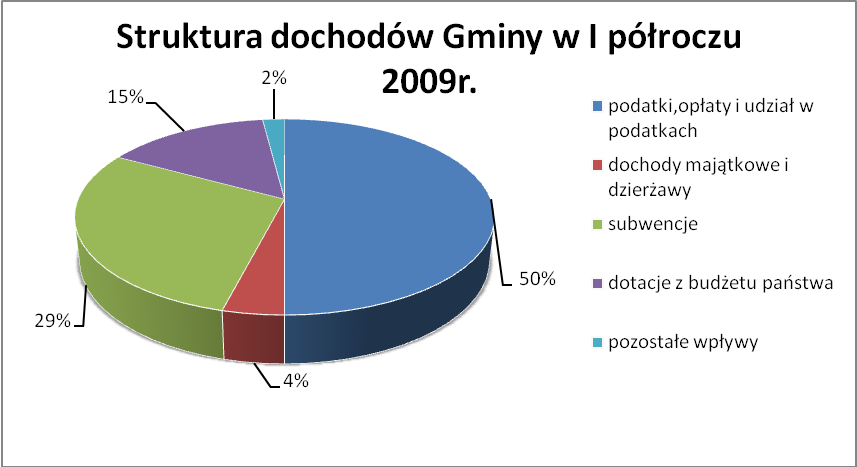 Struktura dochodów Gminy w I półroczu
2009r.
2%
15%
50%
29%
4%
podatki,opłaty i udział w
podatkach
dochody majątkowe i
dzierżawy
subwencje
dotacje z budżetu państwa
pozostałe wpływy